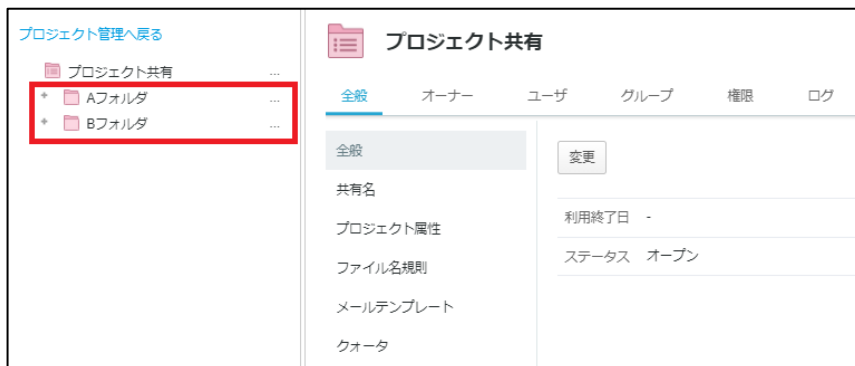 プロジェクト管理へ戻る
プロジェクト共有 ...
Aフォルダ ...
Bフォルダ ...
プロジェクト共有
全般 オーナー ユーザ グループ 権限 ログ
全般
共有名
プロジェクト属性
ファイル名規則
メールテンプレート
クォータ
変更
利用終了日 -
ステータス オープン